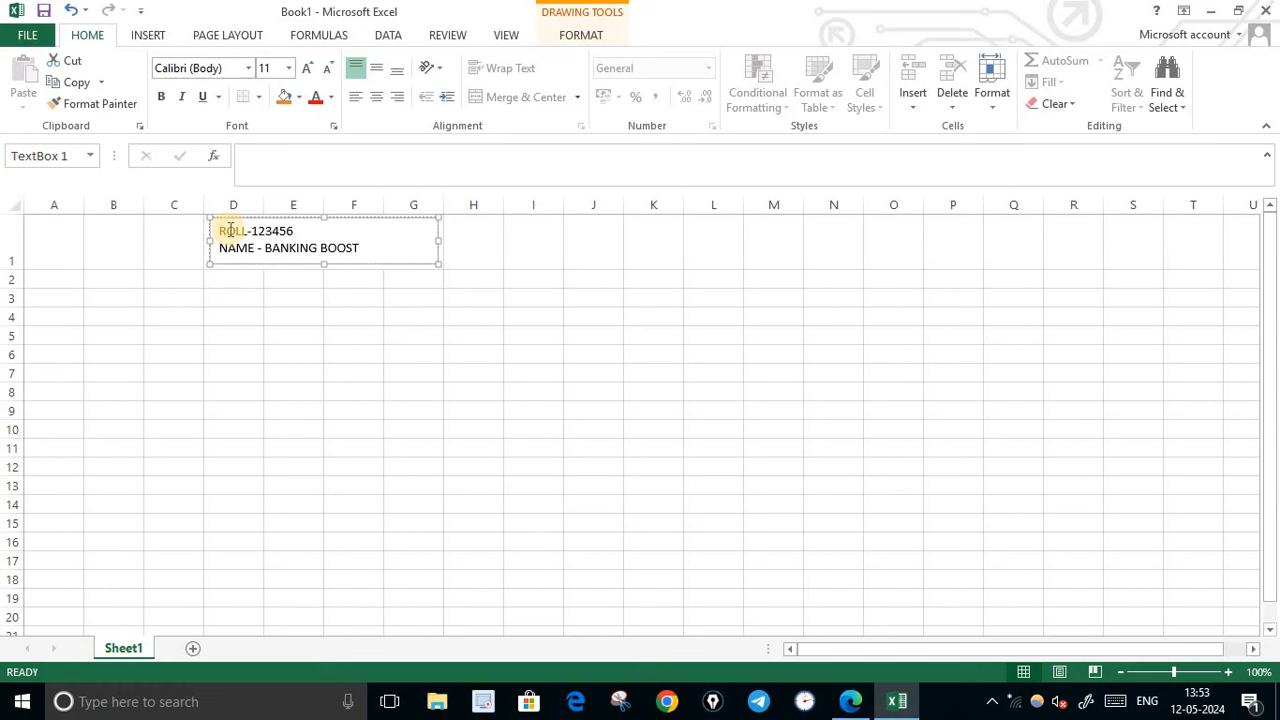 Book1 - Microsoft Excel
DRAWING TOOLS
?
FILE
HOME
INSERT
PAGE LAYOUT
FORMULAS
DATA
REVIEW
VIEW
FORMAT
Microsoft account
Paste
Cut
Copy
Format Painter
Clipboard
Calibri (Body)
11
A A
B I U
A
Font
Wrap Text
Merge & Center
Alignment
General
%
Number
Conditional Formatting
Format as Table
Cell Styles
Styles
Insert
Delete
Format
Cells
AutoSum
Fill
Clear
Sort & Filter
Find & Select
Editing
TextBox 1
fx
A B C D E F G H I J K L M N O P Q R S T U
ROLL-123456
NAME - BANKING BOOST
1
2
3
4
5
6
7
8
9
10
11
12
13
14
15
16
17
18
19
20
21
Sheet1
READY
100%
Type here to search
ENG
13:53
12-05-2024
1